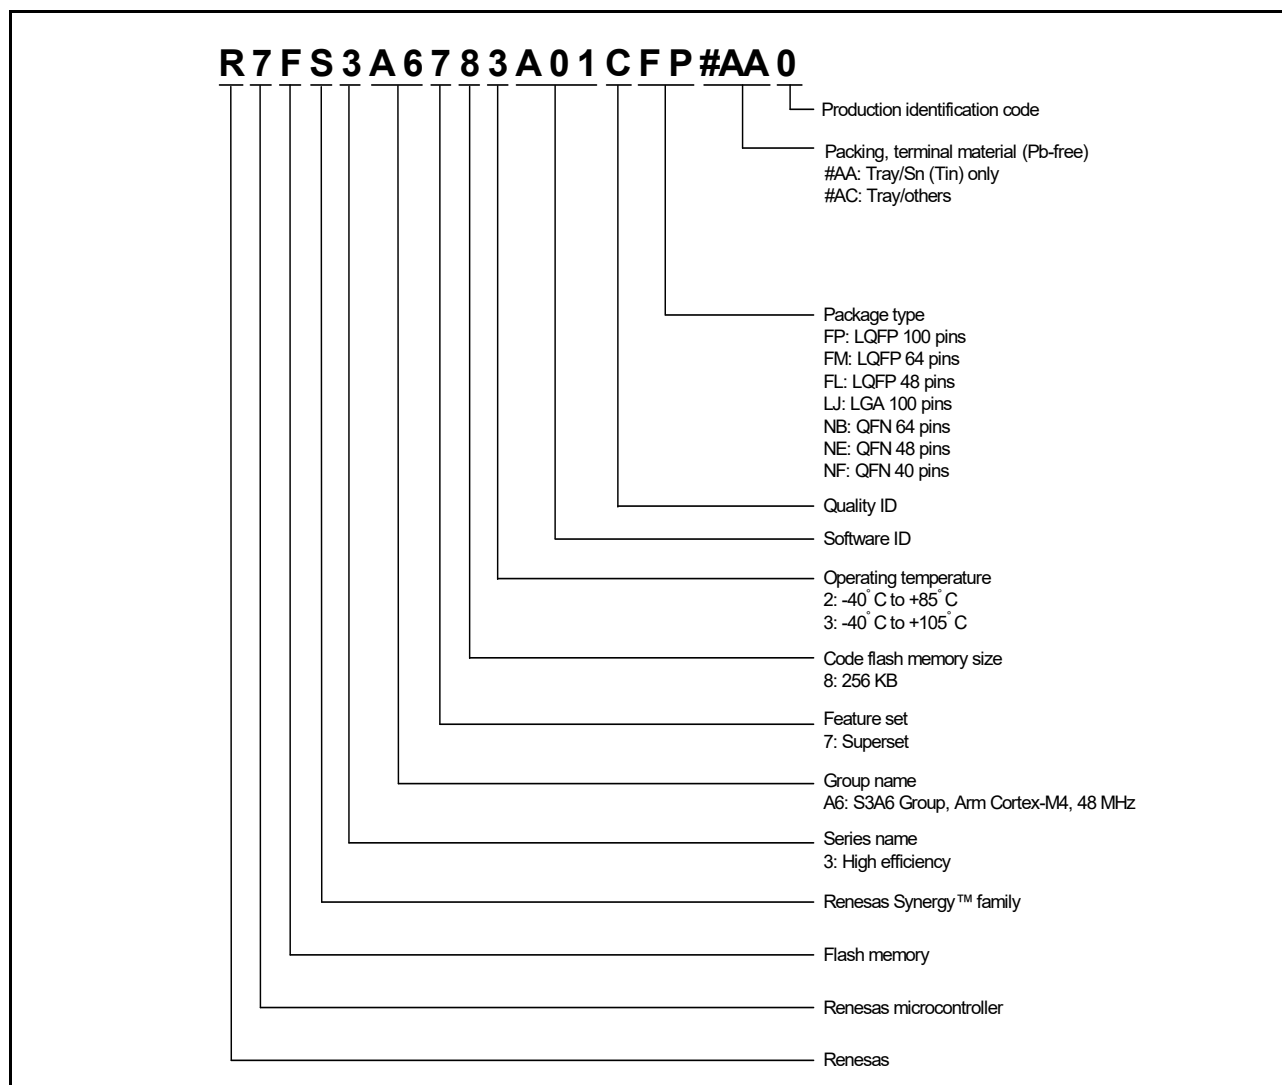 R7FS3A6783A01CFP#AA0
Production identification code
Packing, terminal material (Pb-free)
#AA: Tray/Sn (Tin) only
#AC: Tray/others
Package type
FP: LQFP 100 pins
FM: LQFP 64 pins
FL: LQFP 48 pins
LJ: LGA 100 pins
NB: QFN 64 pins
NE: QFN 48 pins
NF: QFN 40 pins
Quality ID
Software ID
Operating temperature
2: -40° C to +85° C
3: -40° C to +105° C
Code flash memory size
8: 256 KB
Feature set
7: Superset
Group name
A6: S3A6 Group, Arm Cortex-M4, 48 MHz
Series name
3: High efficiency
Renesas Synergy™ family
Flash memory
Renesas microcontroller
Renesas